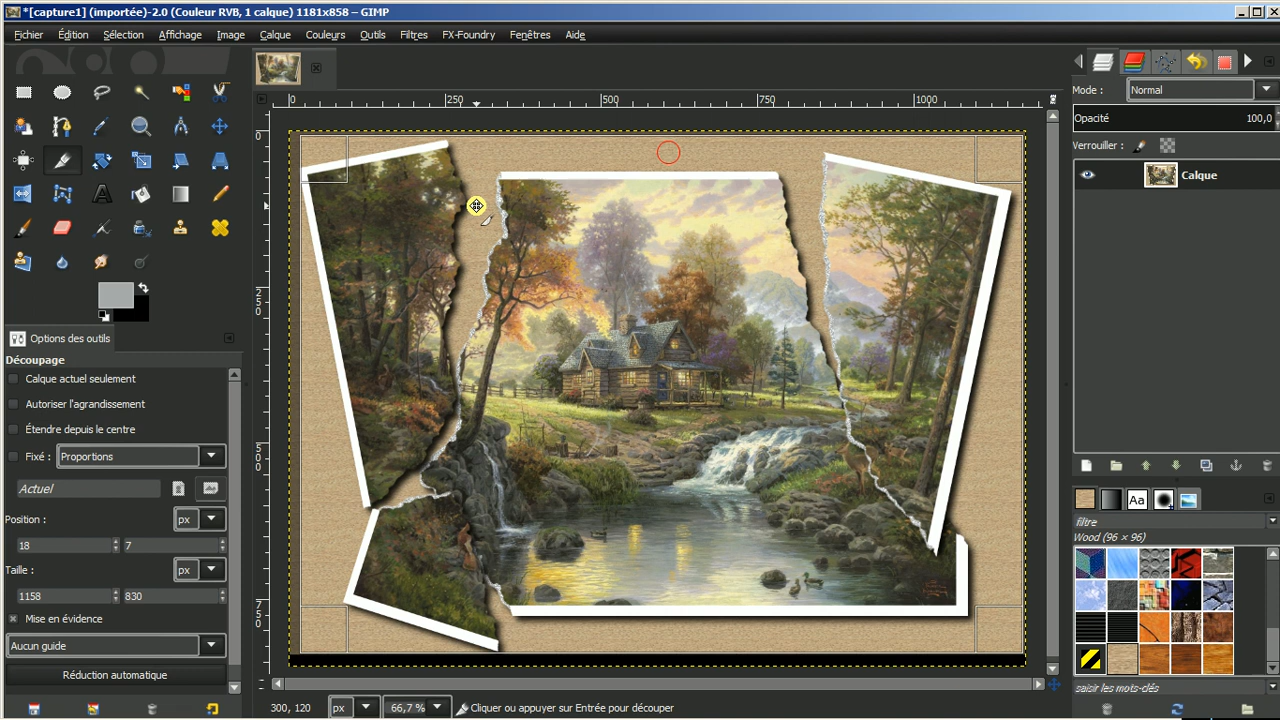 *[capture1] (importée)-2.0 (Couleur RVB, 1 calque) 1181x858 – GIMP
Fichier Édition Sélection Affichage Image Calque Couleurs Outils Filtres FX-Foundry Fenêtres Aide
Mode : Normal
0 250 500 750 1000
Opacité 100,0
0
Verrouiller :
Calque
250
Options des outils
Découpage
Calque actuel seulement
Autoriser l'agrandissement
Étendre depuis le centre
Fixé : Proportions
500
Actuel
Aa
Position : px
filtre
18 7
Wood (96 × 96)
Taille : px
1158 830
750
Mise en évidence
Aucun guide
Réduction automatique
saisir les mots-clés
300, 120 px 66,7 % Cliquer ou appuyer sur Entrée pour découper